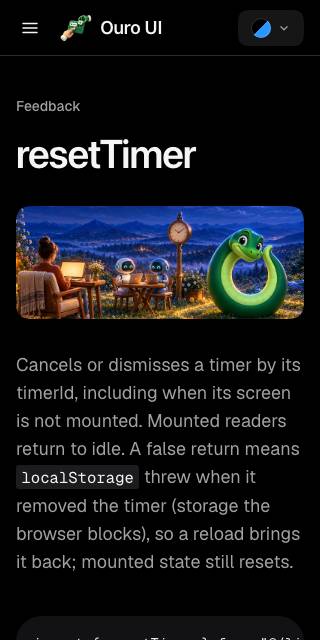 Ouro UI
Feedback
resetTimer
Cancels or dismisses a timer by its
timerId, including when its screen
is not mounted. Mounted readers
return to idle. A false return means
localStorage threw when it
removed the timer (storage the
browser blocks), so a reload brings
it back; mounted state still resets.